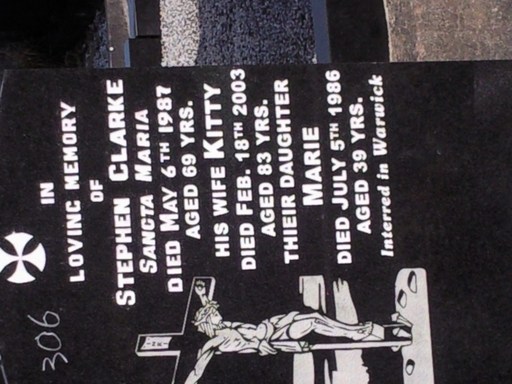 IN
LOVING MEMORY
OF
STEPHEN CLARKE
SANCTA MARIA
DIED MAY 6TH 1987
AGED 69 YRS.
HIS WIFE KITTY
DIED FEB. 18TH 2003
AGED 83 YRS.
THIEIR DAUGHTER
MARIE
DIED JULY 5TH 1986
AGED 39 YRS.
Interred in Warwick
306